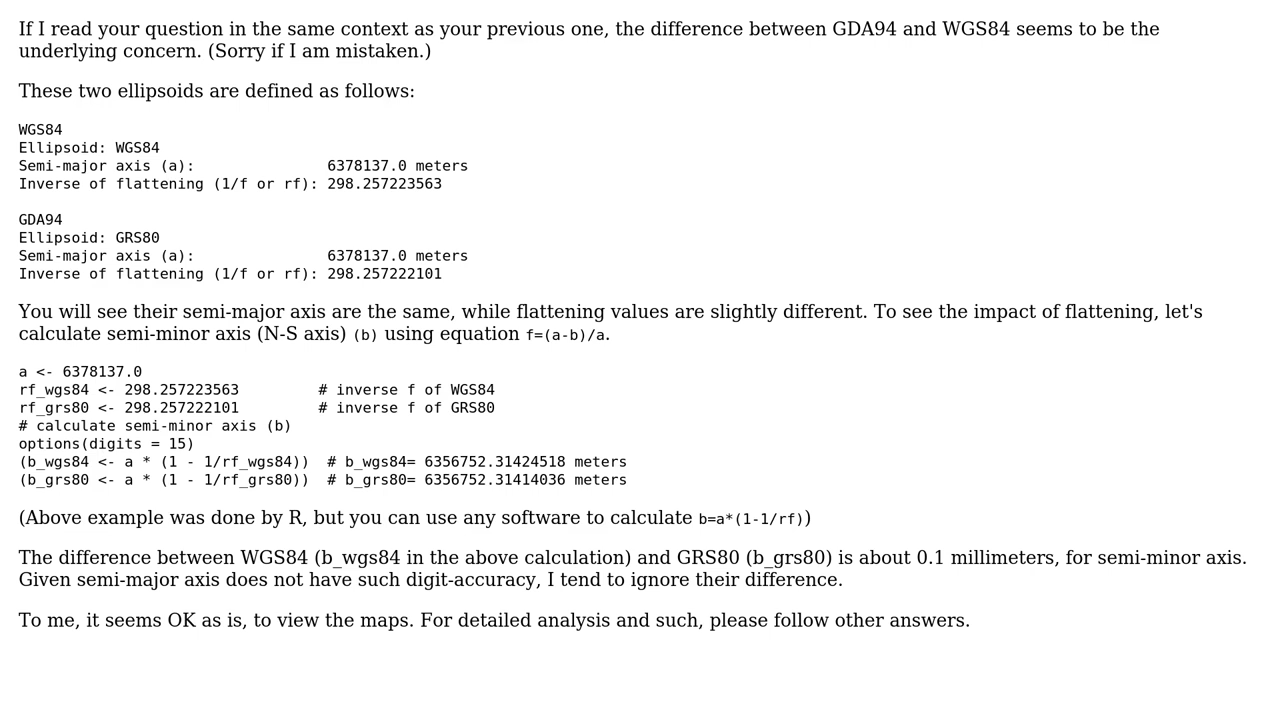 If I read your question in the same context as your previous one, the difference between GDA94 and WGS84 seems to be the
underlying concern. (Sorry if I am mistaken.)
These two ellipsoids are defined as follows:
WGS84
Ellipsoid: WGS84
Semi-major axis (a):               6378137.0 meters
Inverse of flattening (1/f or rf): 298.257223563
GDA94
Ellipsoid: GRS80
Semi-major axis (a):               6378137.0 meters
Inverse of flattening (1/f or rf): 298.257222101
You will see their semi-major axis are the same, while flattening values are slightly different. To see the impact of flattening, let's
calculate semi-minor axis (N-S axis) (b) using equation f=(a-b)/a.
a <- 6378137.0
rf_wgs84 <- 298.257223563         # inverse f of WGS84
rf_grs80 <- 298.257222101         # inverse f of GRS80
# calculate semi-minor axis (b)
options(digits = 15)
(b_wgs84 <- a * (1 - 1/rf_wgs84))  # b_wgs84= 6356752.31424518 meters
(b_grs80 <- a * (1 - 1/rf_grs80))  # b_grs80= 6356752.31414036 meters
(Above example was done by R, but you can use any software to calculate b=a*(1-1/rf))
The difference between WGS84 (b_wgs84 in the above calculation) and GRS80 (b_grs80) is about 0.1 millimeters, for semi-minor axis.
Given semi-major axis does not have such digit-accuracy, I tend to ignore their difference.
To me, it seems OK as is, to view the maps. For detailed analysis and such, please follow other answers.